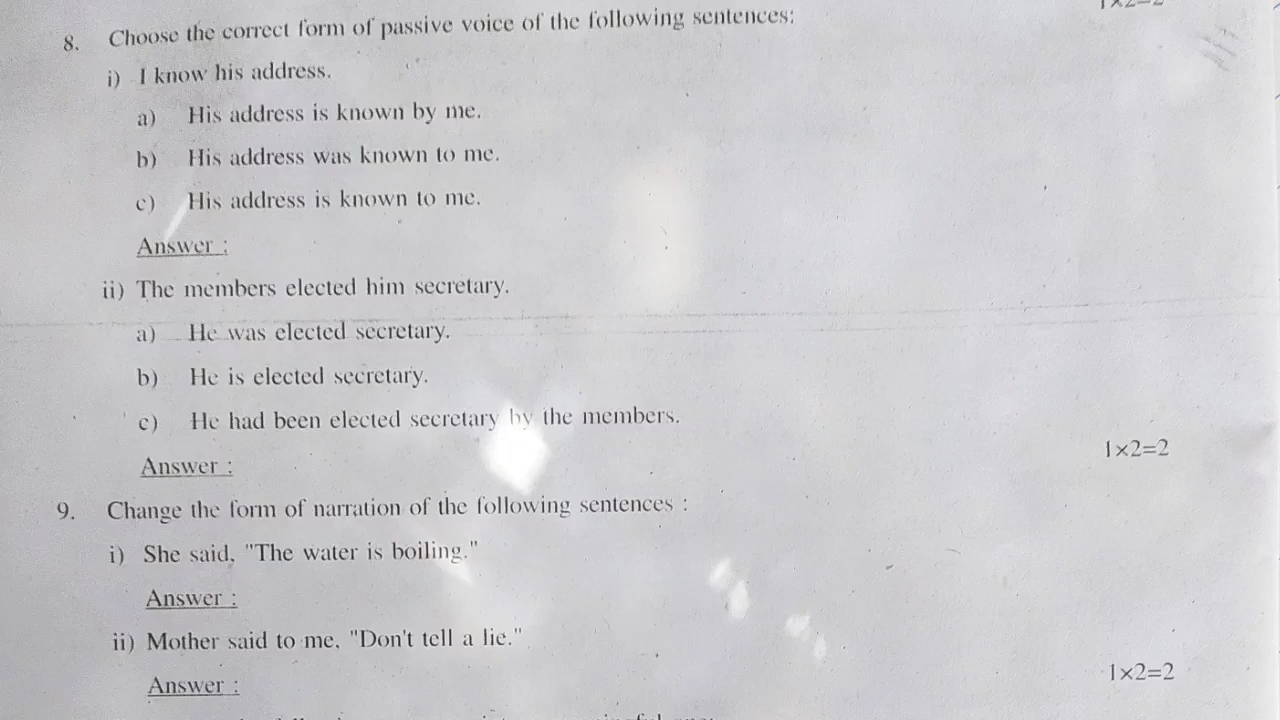 8. Choose the correct form of passive voice of the following sentences:
i) I know his address.
a) His address is known by me.
b) His address was known to me.
c) His address is known to me.
Answer :
ii) The members elected him secretary.
a) He was elected secretary.
b) He is elected secretary.
c) He had been elected secretary by the members.
1×2=2
Answer :
9. Change the form of narration of the following sentences :
i) She said, "The water is boiling."
Answer :
ii) Mother said to me, "Don't tell a lie."
Answer :
1×2=2